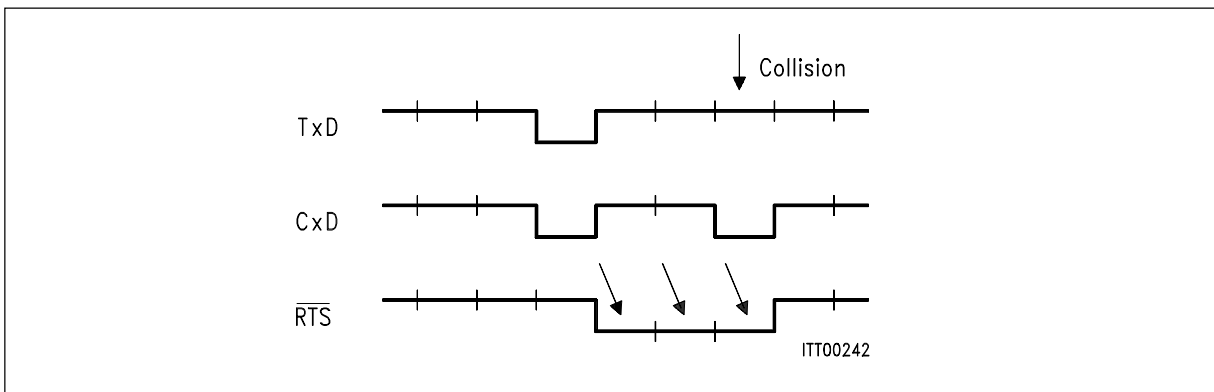 Collision
TxD
CxD
RTS
ITT00242